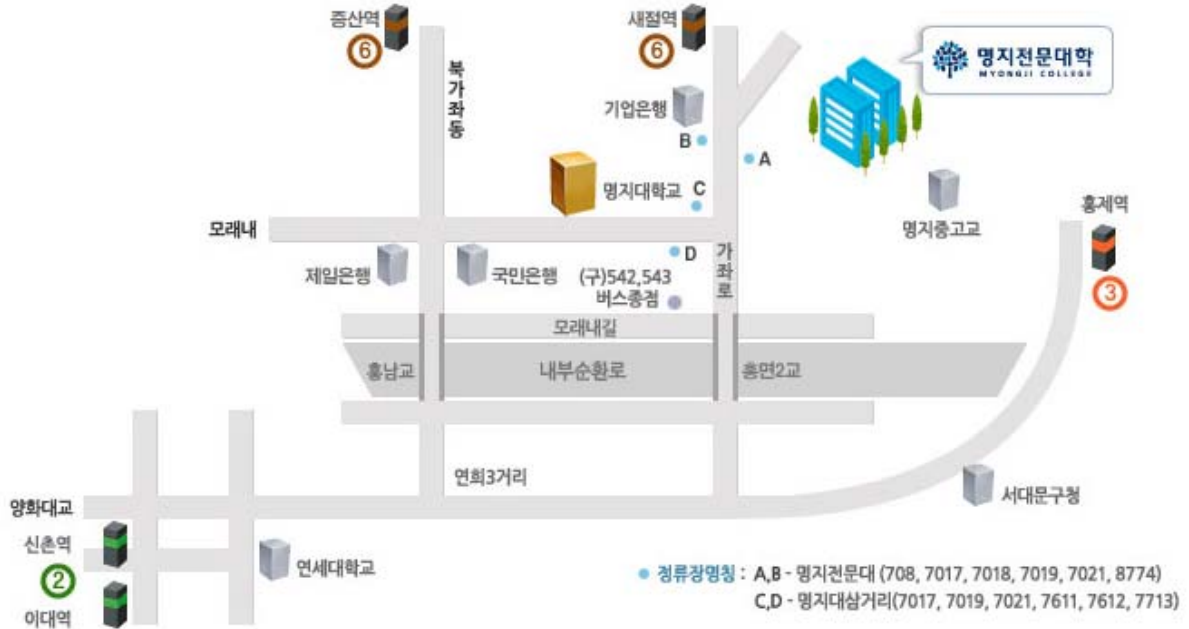 증산역
⑥
새절역
⑥
명지전문대학
MYONGJI COLLEGE
북가좌동
기업은행
B
A
명지대학교
C
명지중고교
홍제역
③
모래내
D
가좌로
제일은행
국민은행
(구)542,543
버스종점
모래내길
홍남교
내부순환로
홍면2교
연희3거리
서대문구청
양화대교
신촌역
②
이대역
연세대학교
정류장명칭 : A,B - 명지전문대 (708, 7017, 7018, 7019, 7021, 8774)
C,D - 명지대삼거리(7017, 7019, 7021, 7611, 7612, 7713)